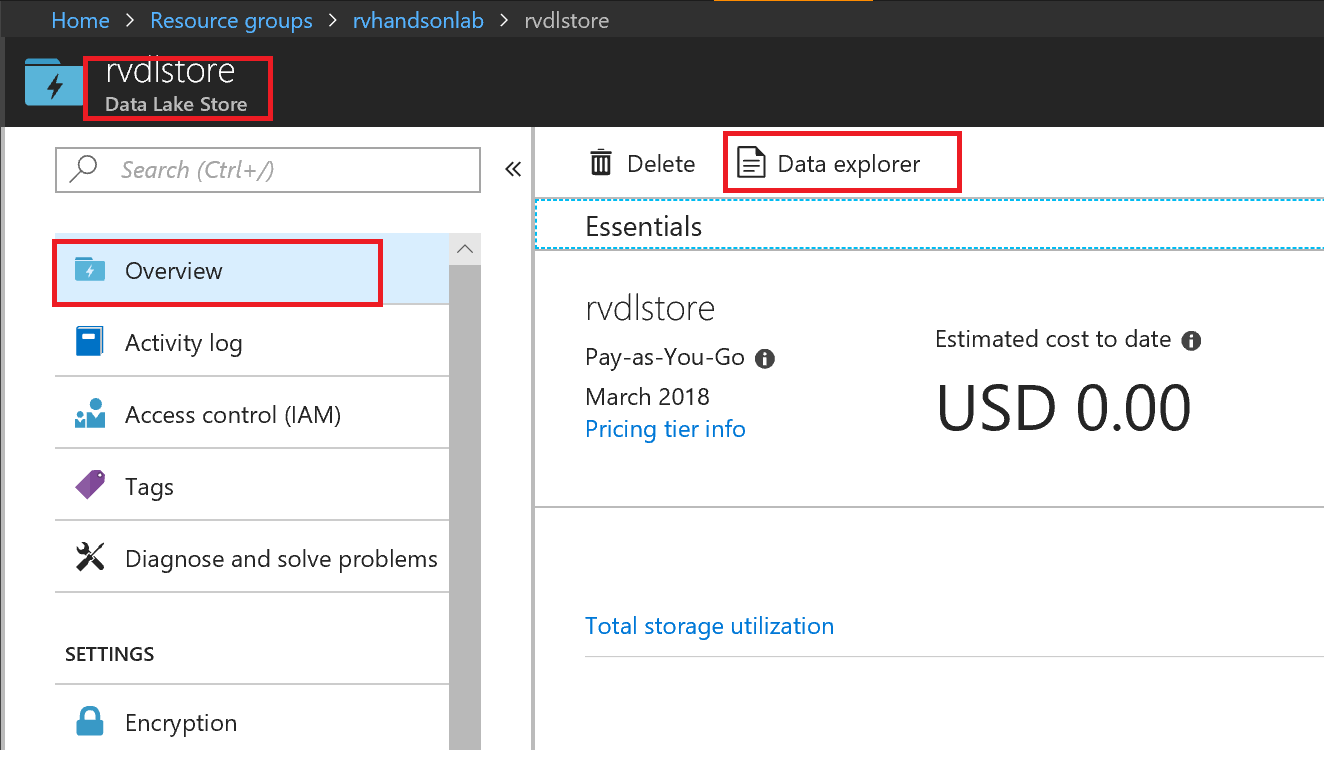 Home > Resource groups > rvhandsonlab > rvdlstore
rvdlstore
Data Lake Store
Search (Ctrl+/)
«
Overview
Activity log
Access control (IAM)
Tags
Diagnose and solve problems
SETTINGS
Encryption
Delete
Data explorer
Essentials
rvdlstore
Pay-as-You-Go
March 2018
Pricing tier info
Estimated cost to date
USD 0.00
Total storage utilization